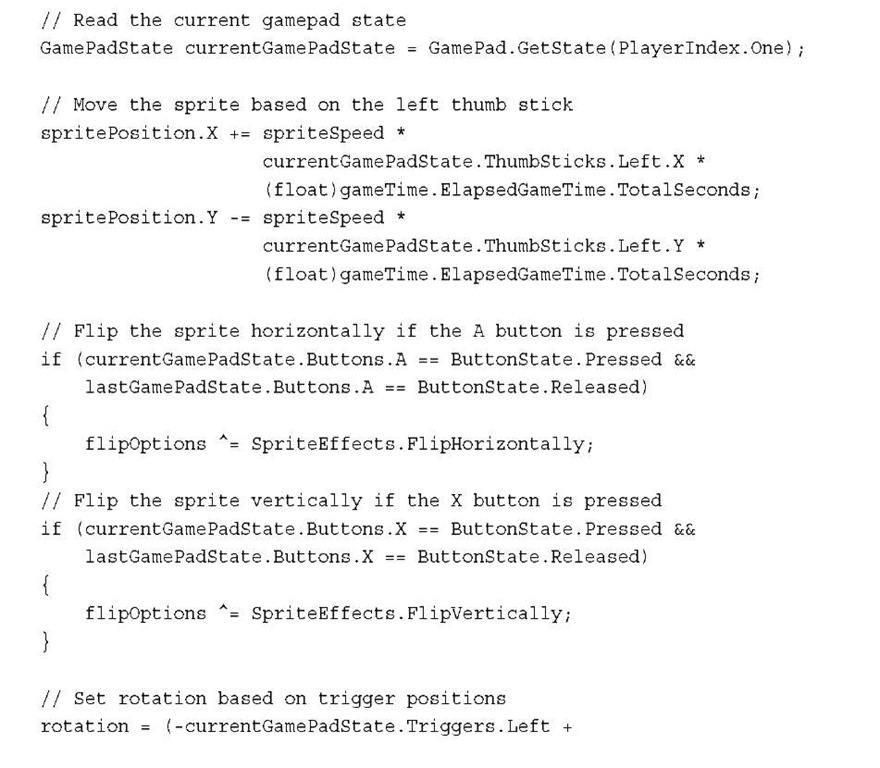 // Read the current gamepad state
GamePadState currentGamePadState = GamePad.GetState(PlayerIndex.One);
// Move the sprite based on the left thumb stick
spritePosition.X += spriteSpeed *
currentGamePadState.ThumbSticks.Left.X *
(float)gameTime.ElapsedGameTime.TotalSeconds;
spritePosition.Y -= spriteSpeed *
currentGamePadState.ThumbSticks.Left.Y *
(float)gameTime.ElapsedGameTime.TotalSeconds;
// Flip the sprite horizontally if the A button is pressed
if (currentGamePadState.Buttons.A == ButtonState.Pressed &&
lastGamePadState.Buttons.A == ButtonState.Released)
{
flipOptions ^= SpriteEffects.FlipHorizontally;
}
// Flip the sprite vertically if the X button is pressed
if (currentGamePadState.Buttons.X == ButtonState.Pressed &&
lastGamePadState.Buttons.X == ButtonState.Released)
{
flipOptions ^= SpriteEffects.FlipVertically;
}
// Set rotation based on trigger positions
rotation = (-currentGamePadState.Triggers.Left +